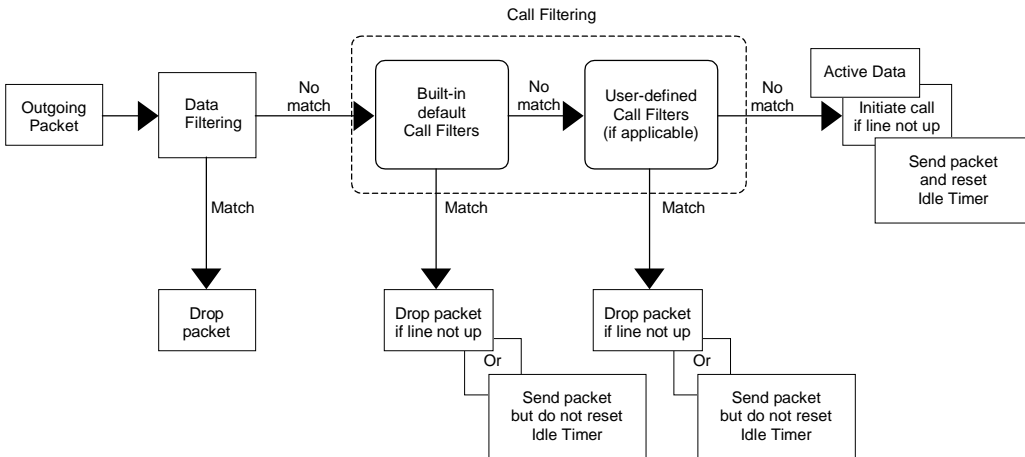 Call Filtering
Outgoing
Packet
Data
Filtering
No
match
Built-in
default
Call Filters
No
match
User-defined
Call Filters
(if applicable)
No
match
Active Data
Initiate call
if line not up
Send packet
and reset
Idle Timer
Match
Match
Match
Drop
packet
Drop packet
if line not up
Or
Send packet
but do not reset
Idle Timer
Drop packet
if line not up
Or
Send packet
but do not reset
Idle Timer